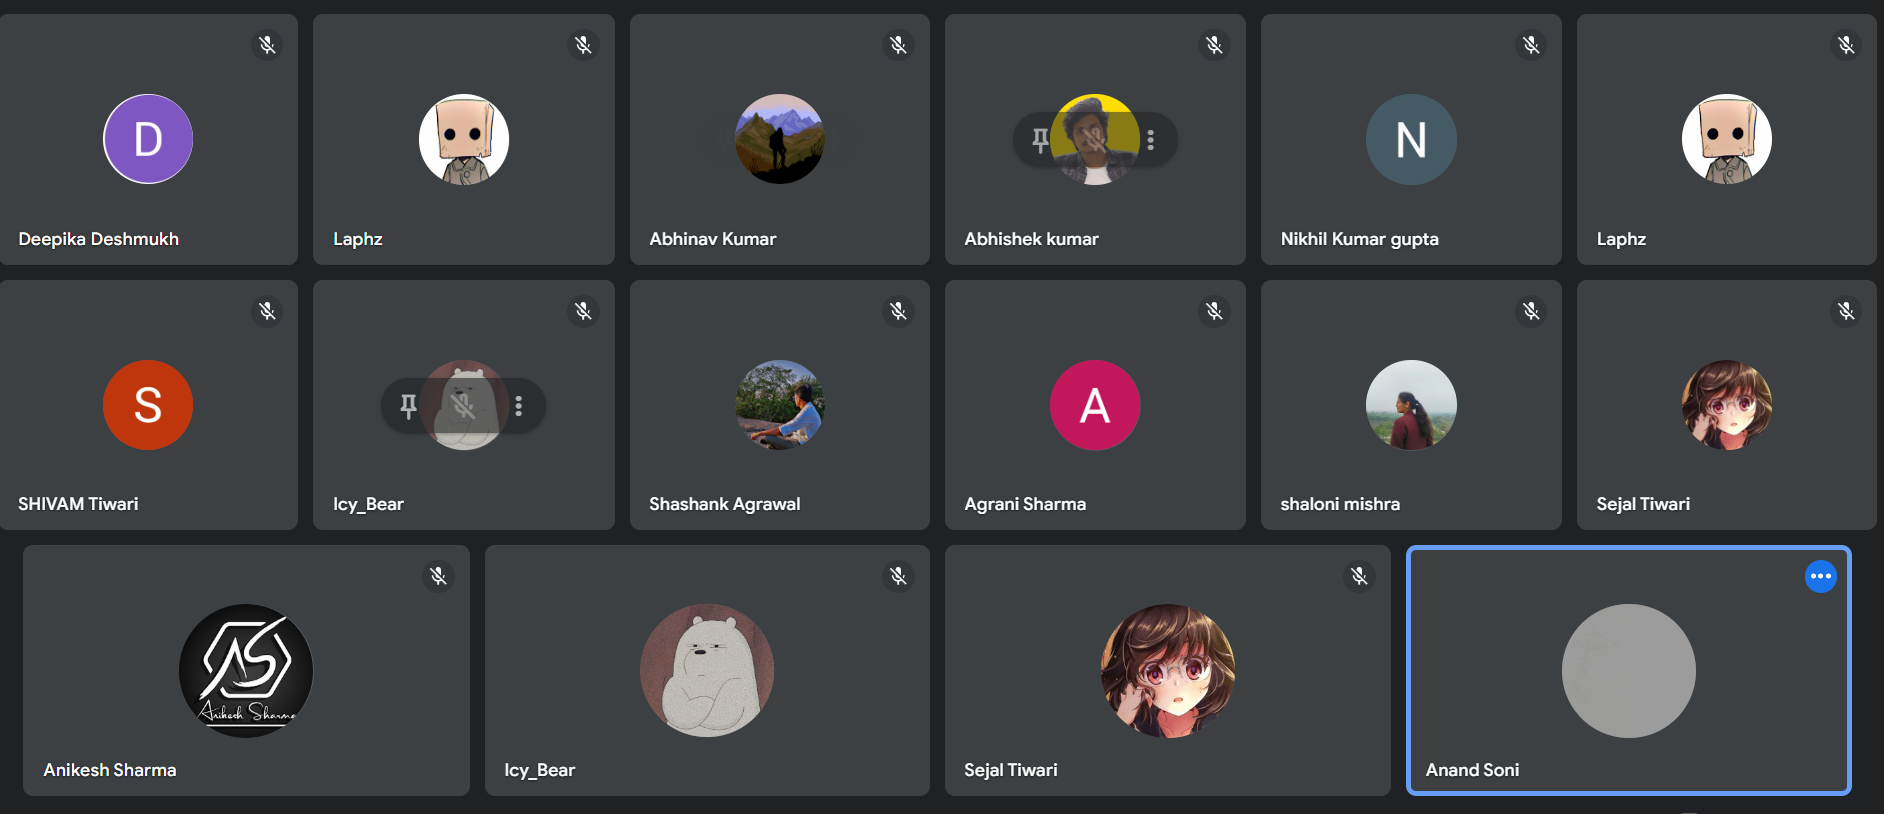 D
Deepika Deshmukh
Laphz
Abhinav Kumar
Abhishek kumar
N
Nikhil Kumar gupta
Laphz
S
SHIVAM Tiwari
Icy_Bear
Shashank Agrawal
A
Agrani Sharma
shaloni mishra
Sejal Tiwari
AS
Anikesh Sharma
Anikesh Sharma
Icy_Bear
Sejal Tiwari
Anand Soni